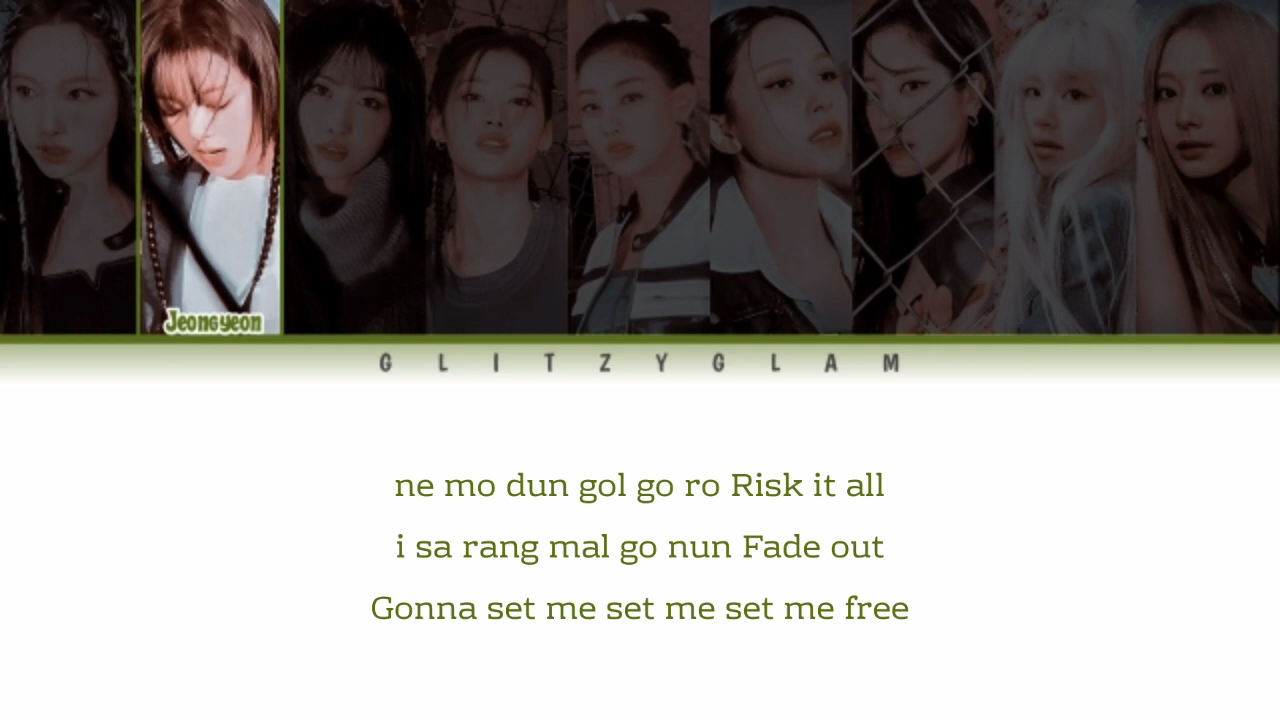 Jeongyeon
G L I T Z Y G L A M
ne mo dun gol go ro Risk it all
i sa rang mal go nun Fade out
Gonna set me set me set me free